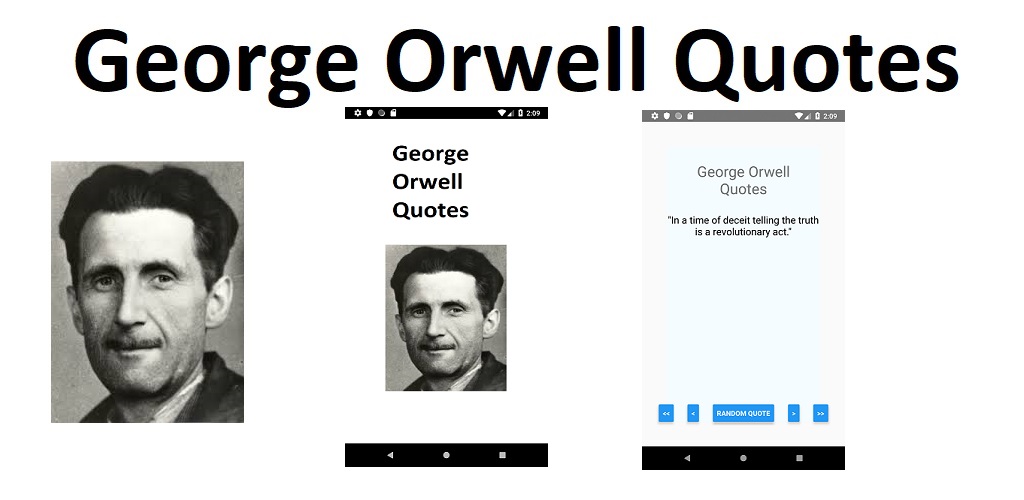 George Orwell Quotes
2:09
George
Orwell
Quotes
2:09
George Orwell
Quotes
"In a time of deceit telling the truth
is a revolutionary act."
<< < RANDOM QUOTE > >>